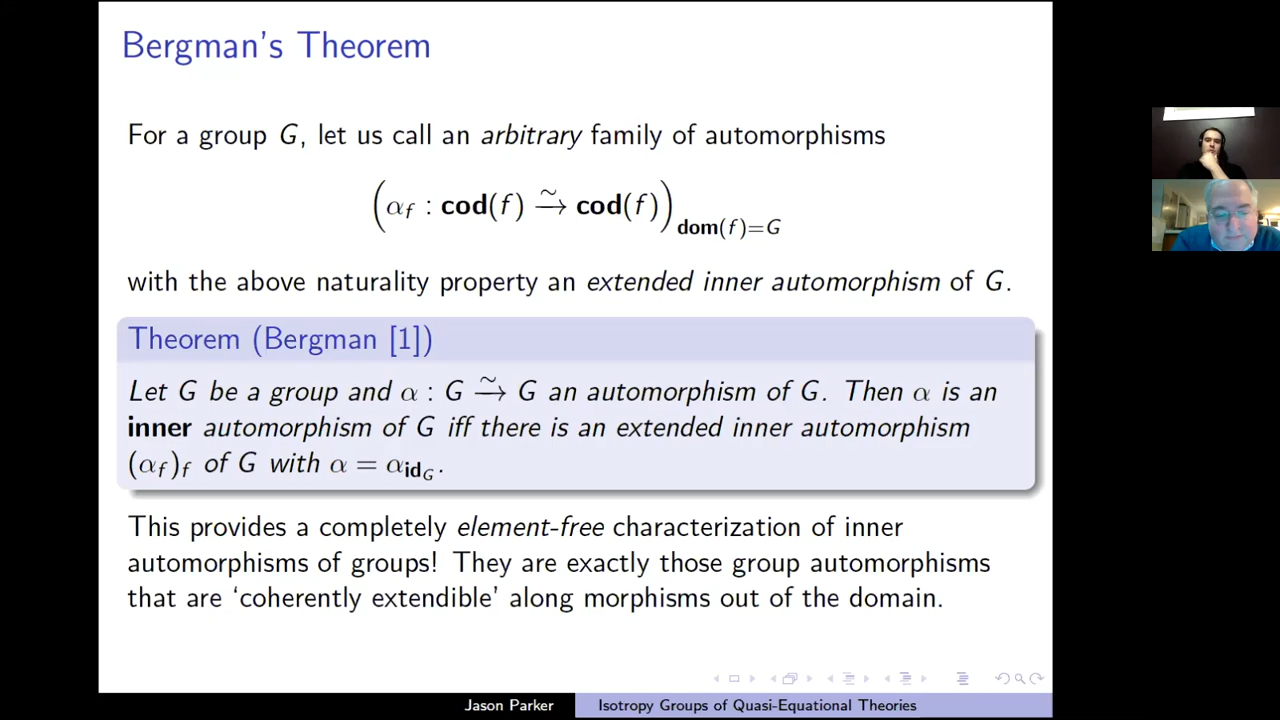 Bergman's Theorem
For a group G, let us call an arbitrary family of automorphisms
(α_f : cod(f) ⥲ cod(f))_{dom(f)=G}
with the above naturality property an extended inner automorphism of G.
Theorem (Bergman [1])
Let G be a group and α : G ⥲ G an automorphism of G. Then α is an
inner automorphism of G iff there is an extended inner automorphism
(α_f)_f of G with α = α_{id_G}.
This provides a completely element-free characterization of inner
automorphisms of groups! They are exactly those group automorphisms
that are ‘coherently extendible’ along morphisms out of the domain.
Jason Parker
Isotropy Groups of Quasi-Equational Theories